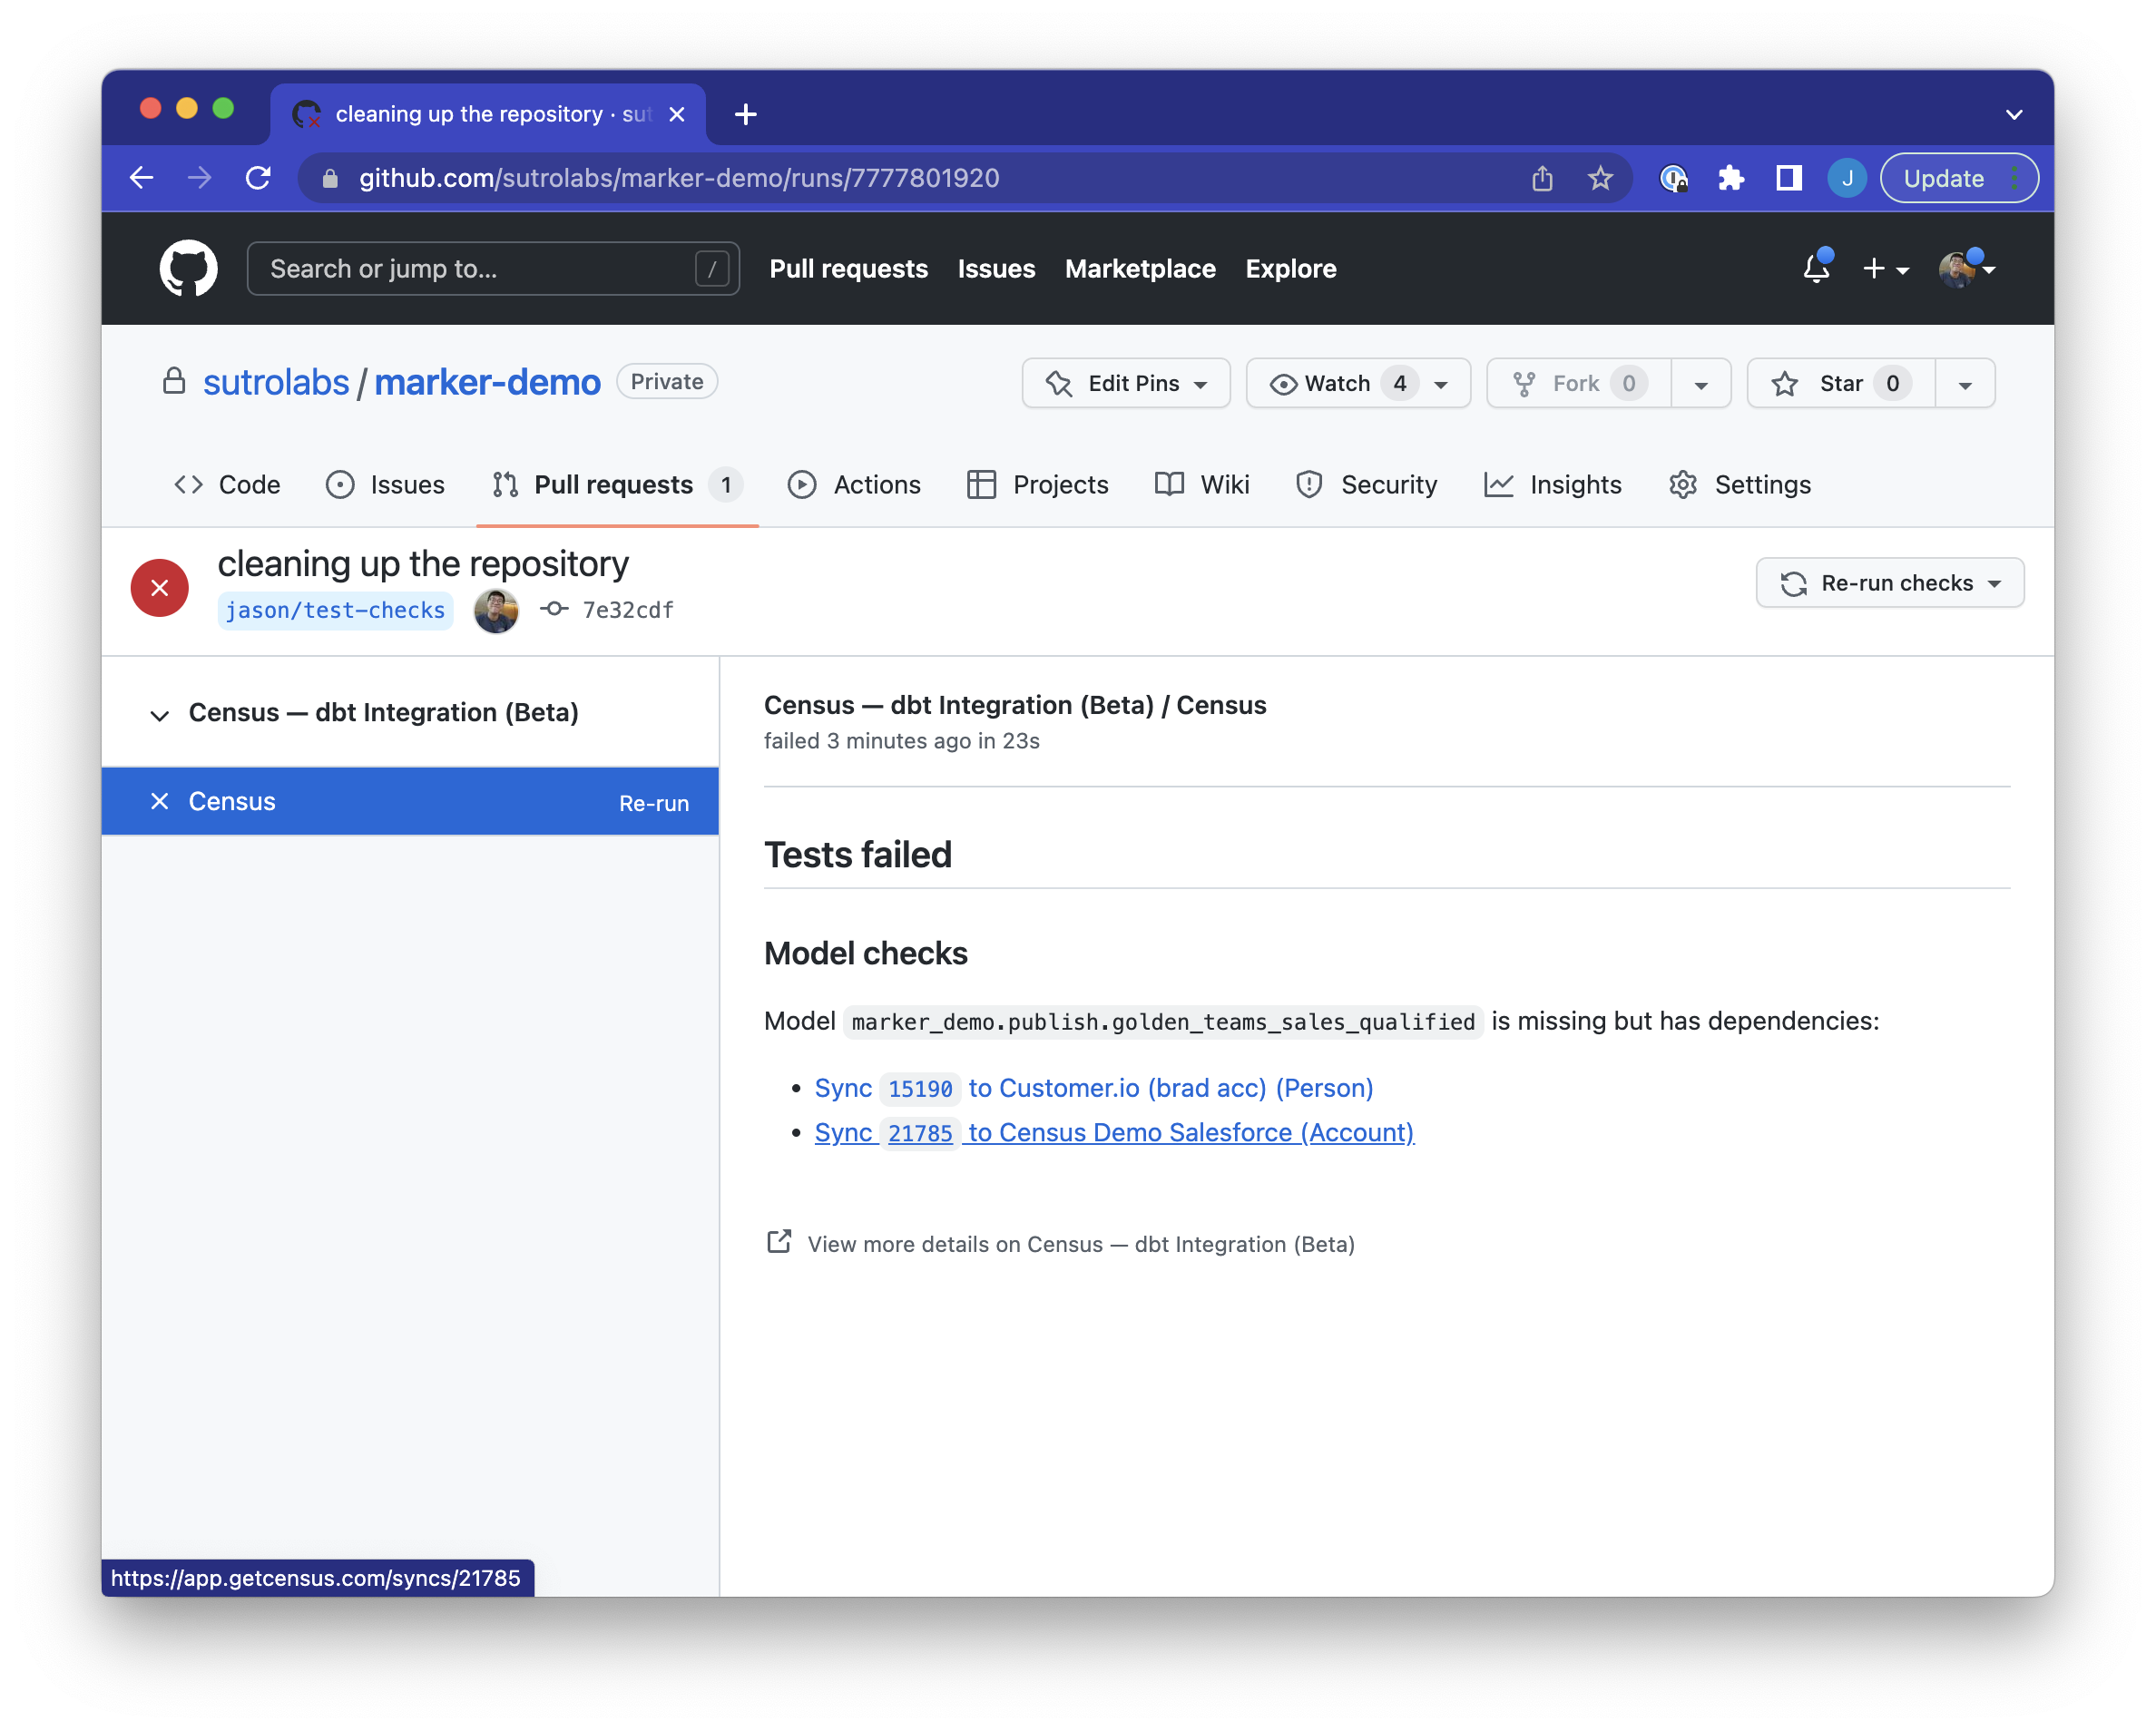 cleaning up the repository · sut
github.com/sutrolabs/marker-demo/runs/7777801920
J
Update
Search or jump to...
/
Pull requests
Issues
Marketplace
Explore
sutrolabs / marker-demo
Private
Edit Pins
Watch 4
Fork 0
Star 0
Code
Issues
Pull requests 1
Actions
Projects
Wiki
Security
Insights
Settings
cleaning up the repository
jason/test-checks
7e32cdf
Re-run checks
Census — dbt Integration (Beta)
Census
Re-run
Census — dbt Integration (Beta) / Census
failed 3 minutes ago in 23s
Tests failed
Model checks
Model marker_demo.publish.golden_teams_sales_qualified is missing but has dependencies:
• Sync 15190 to Customer.io (brad acc) (Person)
• Sync 21785 to Census Demo Salesforce (Account)
View more details on Census — dbt Integration (Beta)
https://app.getcensus.com/syncs/21785